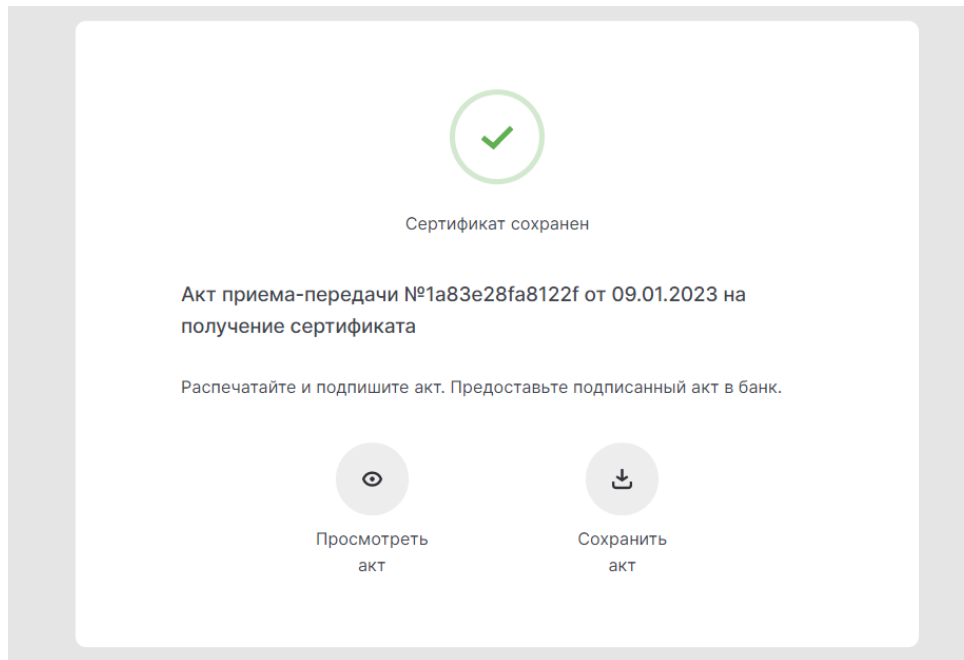 Сертификат сохранен
Акт приема-передачи №1a83e28fa8122f от 09.01.2023 на
получение сертификата
Распечатайте и подпишите акт. Предоставьте подписанный акт в банк.
Просмотреть
акт
Сохранить
акт